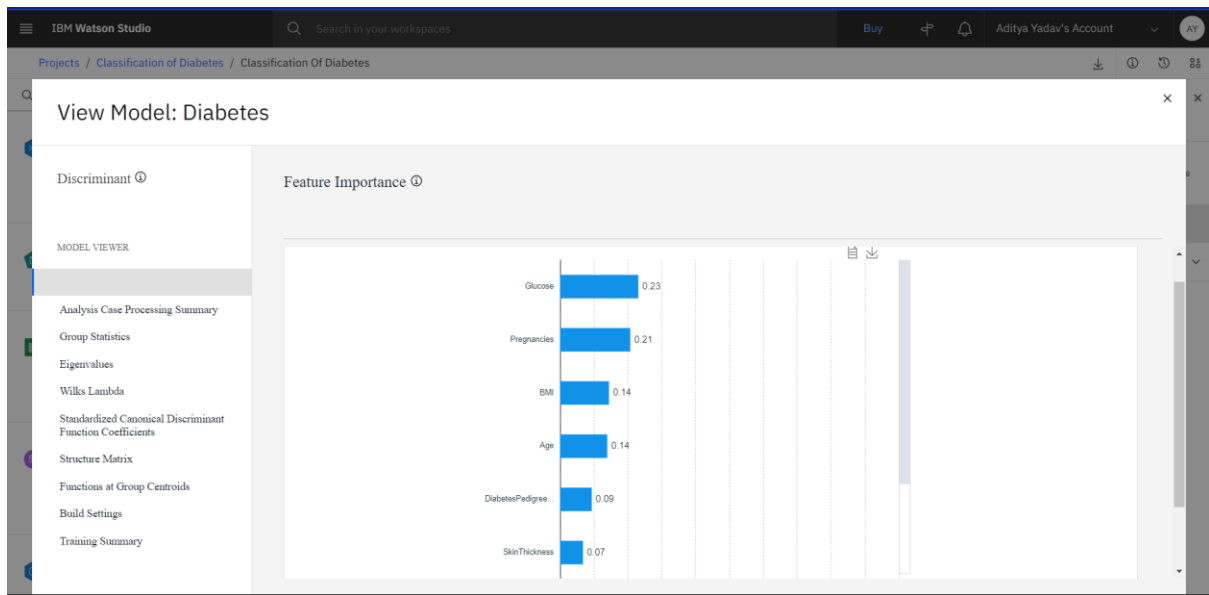 IBM Watson Studio
Search in your workspaces
Buy
Aditya Yadav's Account
AY
Projects / Classification of Diabetes / Classification Of Diabetes
View Model: Diabetes
Discriminant
Feature Importance
MODEL VIEWER
Analysis Case Processing Summary
Group Statistics
Eigenvalues
Wilks Lambda
Standardized Canonical Discriminant
Function Coefficients
Structure Matrix
Functions at Group Centroids
Build Settings
Training Summary
Glucose 0.23
Pregnancies 0.21
BMI 0.14
Age 0.14
DiabetesPedigree... 0.09
SkinThickness 0.07